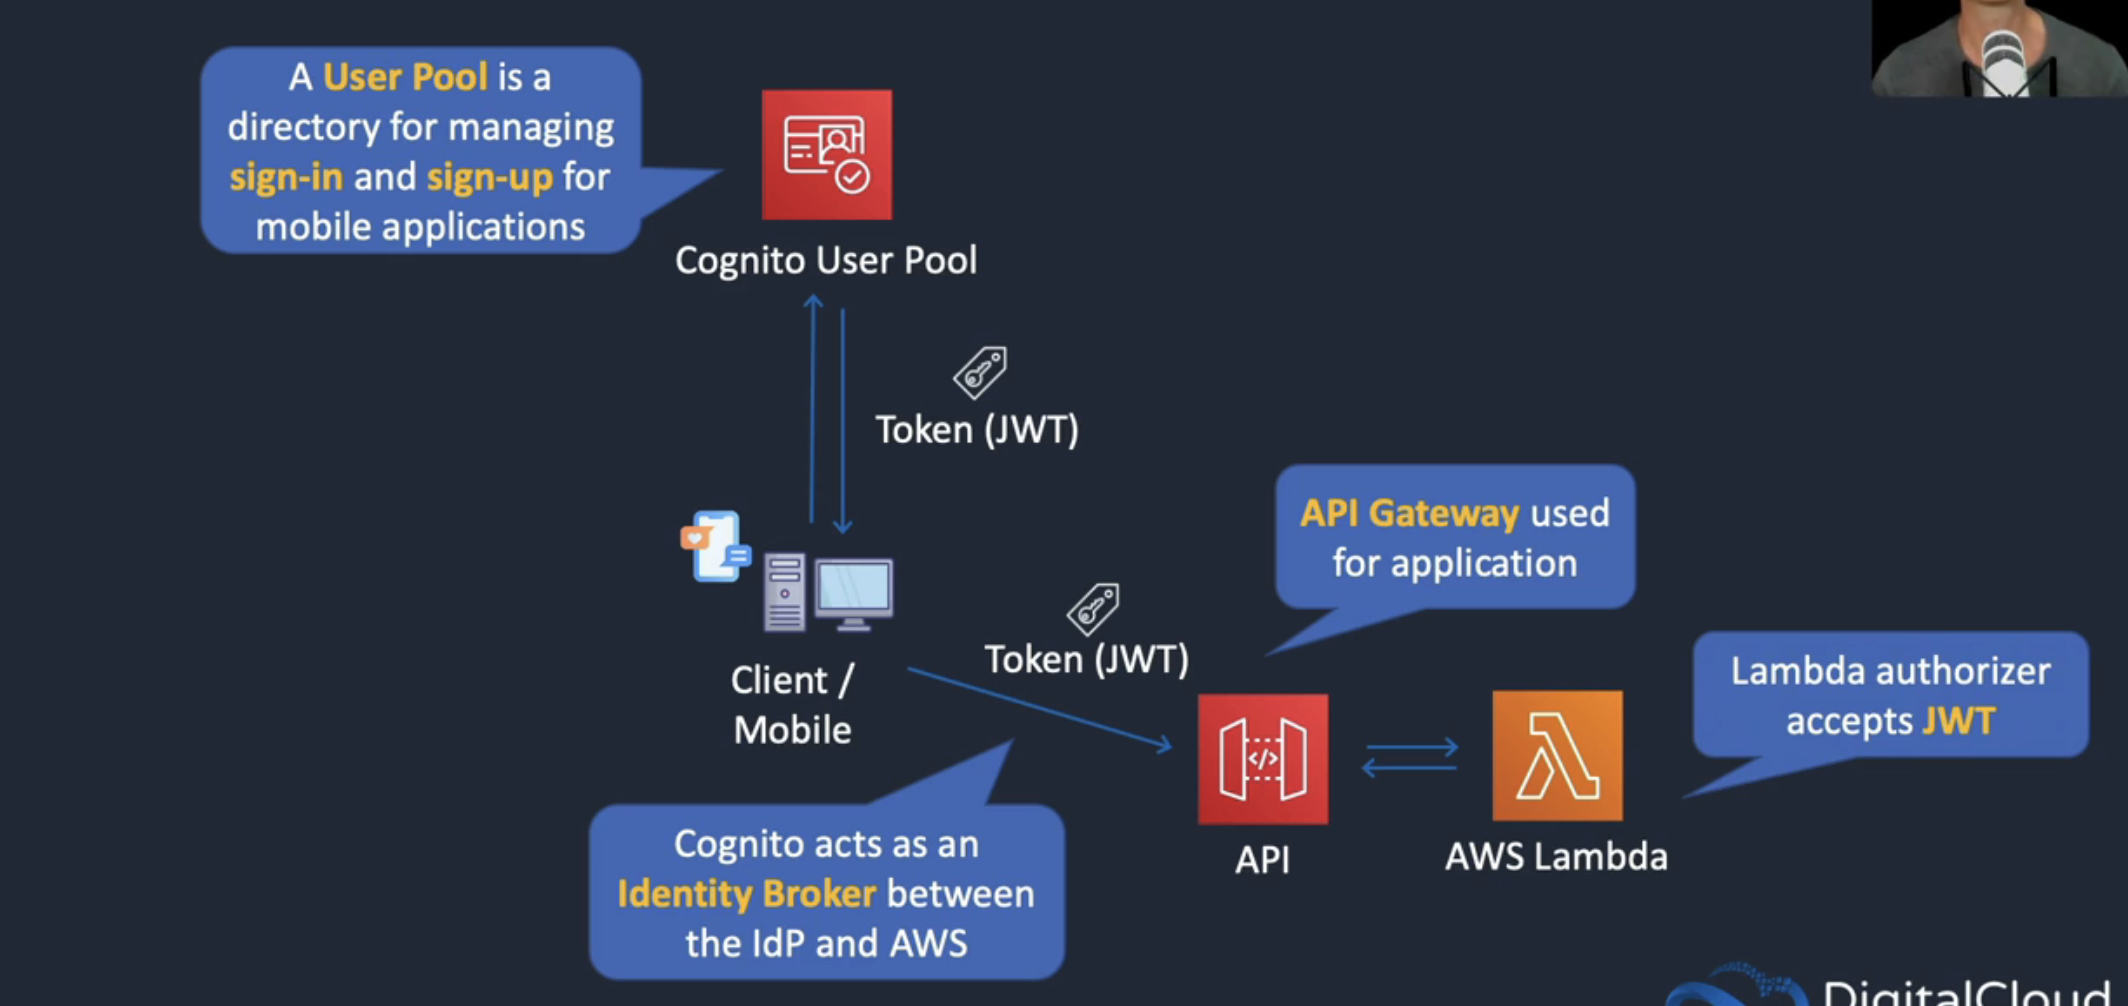 A User Pool is a
directory for managing
sign-in and sign-up for
mobile applications
Cognito User Pool
Token (JWT)
API Gateway used
for application
Client /
Mobile
Token (JWT)
Lambda authorizer
accepts JWT
Cognito acts as an
Identity Broker between
the IdP and AWS
</>
API
AWS Lambda
DigitalCloud